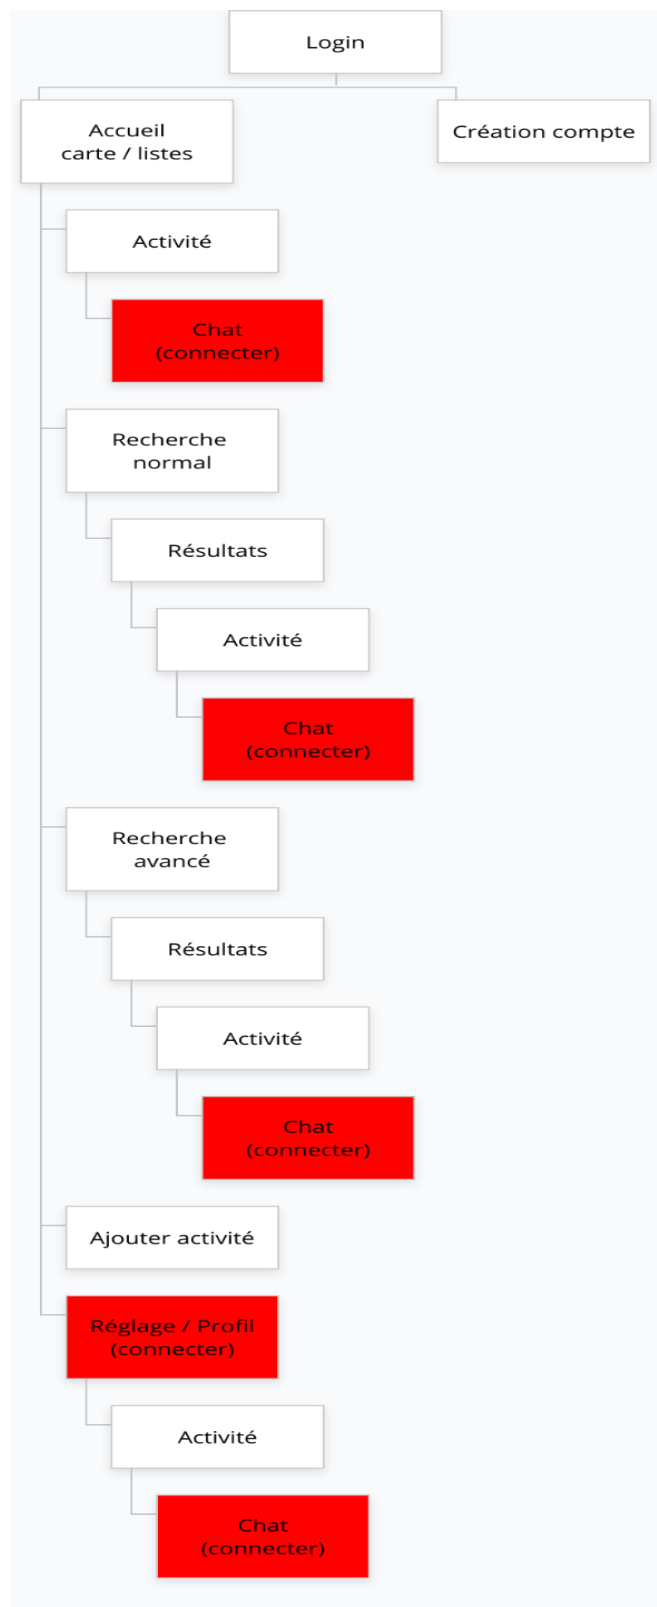 Login
Accueil
carte / listes
Création compte
Activité
Chat
(connecter)
Recherche
normal
Résultats
Activité
Chat
(connecter)
Recherche
avancé
Résultats
Activité
Chat
(connecter)
Ajouter activité
Réglage / Profil
(connecter)
Activité
Chat
(connecter)